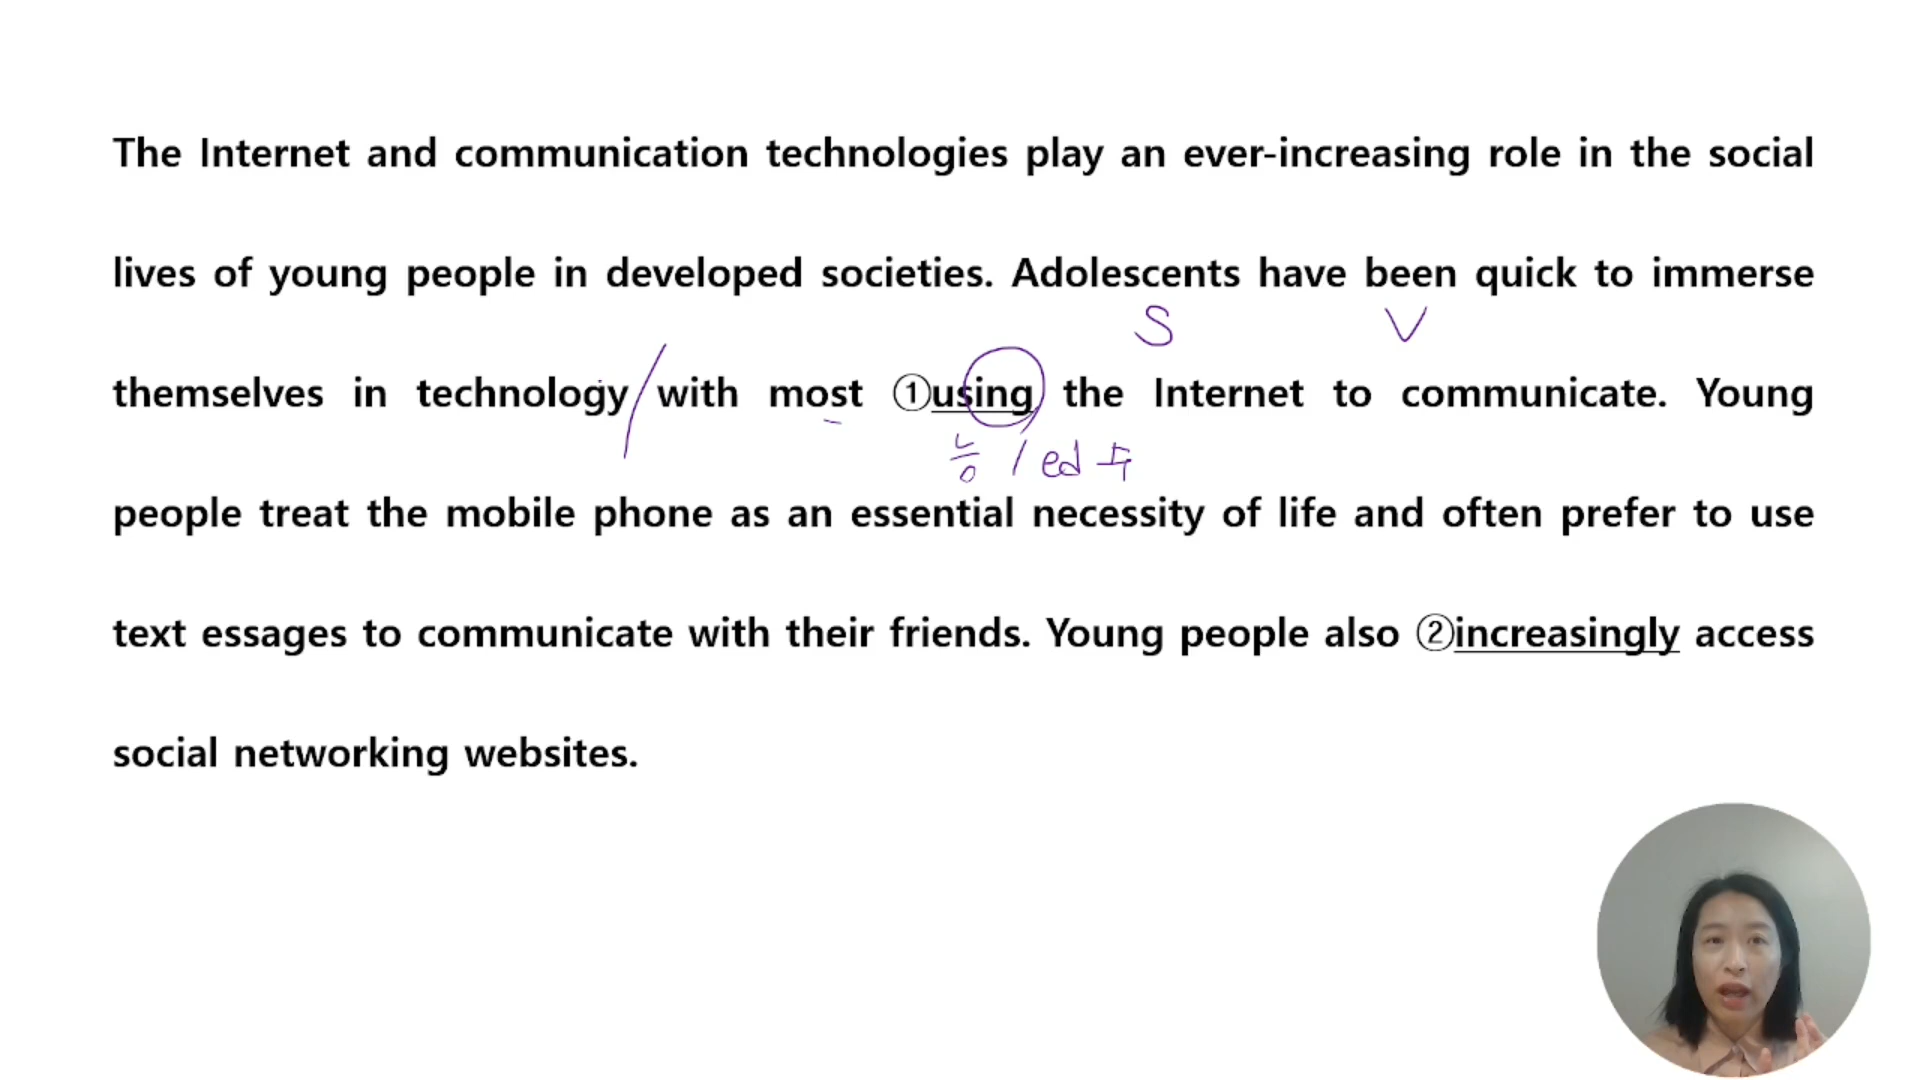 The Internet and communication technologies play an ever-increasing role in the social
lives of young people in developed societies. Adolescents have been quick to immerse
S V
themselves in technology with most ①using the Internet to communicate. Young
능 / ed 수
people treat the mobile phone as an essential necessity of life and often prefer to use
text essages to communicate with their friends. Young people also ②increasingly access
social networking websites.